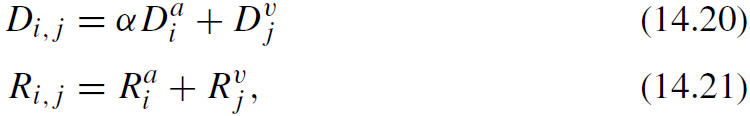 D_{i,j} = αD_i^a + D_j^v (14.20)
R_{i,j} = R_i^a + R_j^v, (14.21)